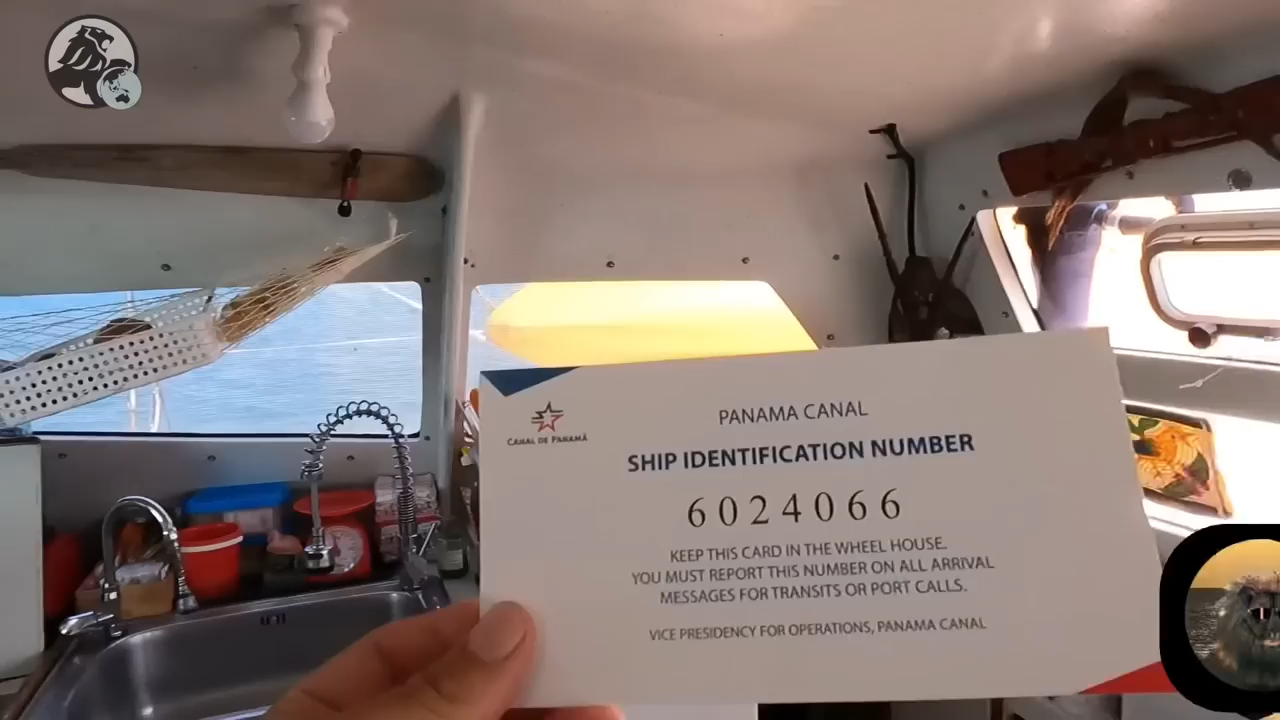 CANAL DE PANAMÁ
PANAMA CANAL
SHIP IDENTIFICATION NUMBER
6024066
KEEP THIS CARD IN THE WHEEL HOUSE.
YOU MUST REPORT THIS NUMBER ON ALL ARRIVAL
MESSAGES FOR TRANSITS OR PORT CALLS.
VICE PRESIDENCY FOR OPERATIONS, PANAMA CANAL